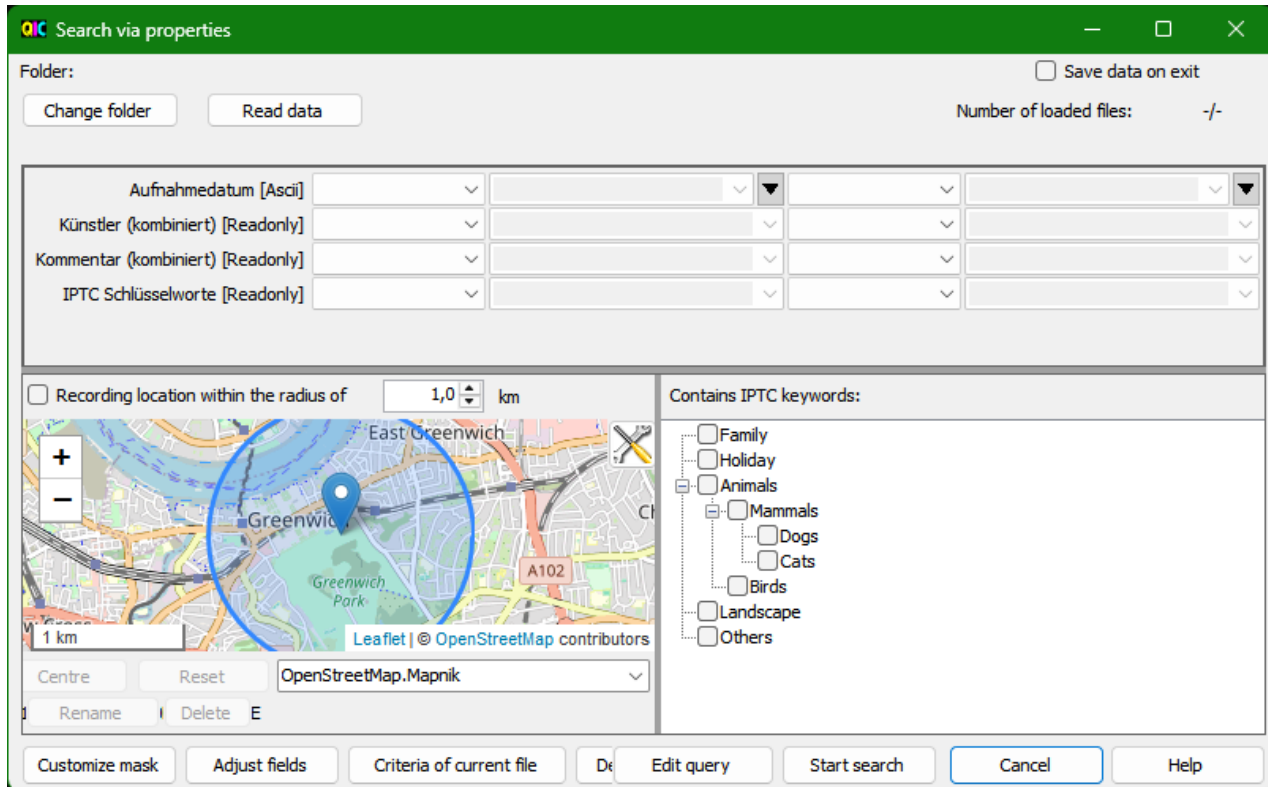 QIC Search via properties
Folder:
Save data on exit
Change folder Read data Number of loaded files: -/-
Aufnahmedatum [Ascii]
Künstler (kombiniert) [Readonly]
Kommentar (kombiniert) [Readonly]
IPTC Schlüsselworte [Readonly]
Recording location within the radius of 1,0 km
+
−
East Greenwich
Greenwich
A102
Greenwich
Park
1 km
Leaflet | © OpenStreetMap contributors
Centre Reset OpenStreetMap.Mapnik
Rename Delete E
Contains IPTC keywords:
Family
Holiday
Animals
Mammals
Dogs
Cats
Birds
Landscape
Others
Customize mask Adjust fields Criteria of current file De Edit query Start search Cancel Help